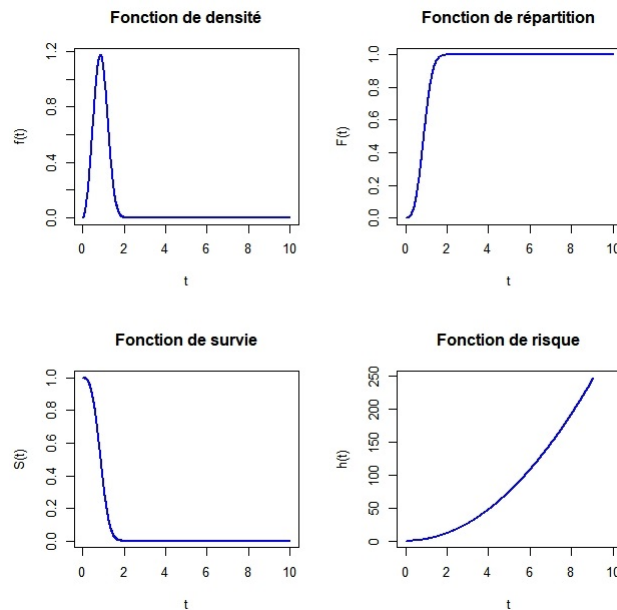 Fonction de densité
f(t)
0.0 0.4 0.8 1.2
0 2 4 6 8 10
t
Fonction de répartition
F(t)
0.0 0.2 0.4 0.6 0.8 1.0
0 2 4 6 8 10
t
Fonction de survie
S(t)
0.0 0.2 0.4 0.6 0.8 1.0
0 2 4 6 8 10
t
Fonction de risque
h(t)
0 50 100 150 200 250
0 2 4 6 8 10
t